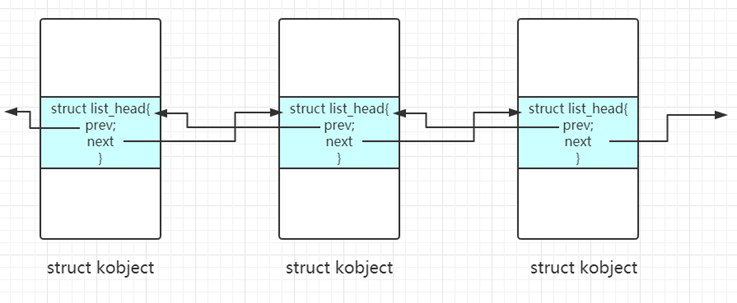 struct list_head{
prev;
next
}
struct kobject
struct list_head{
prev;
next
}
struct kobject
struct list_head{
prev;
next
}
struct kobject